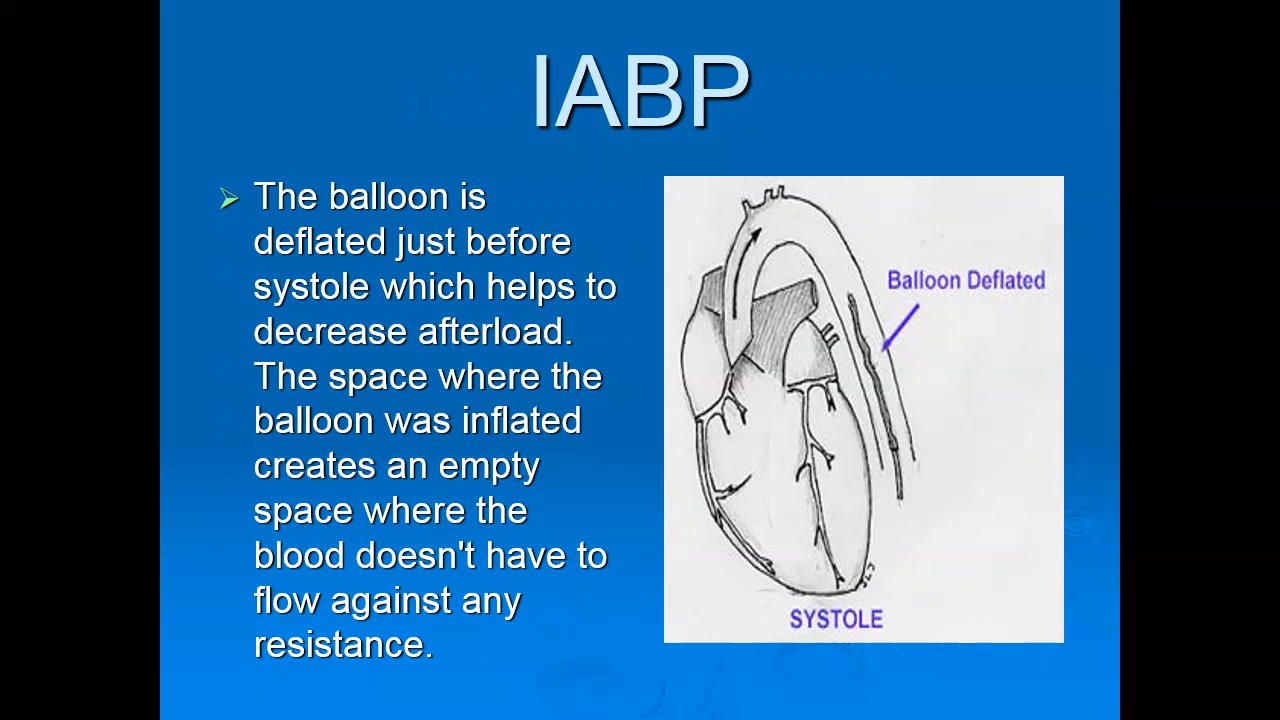 IABP
The balloon is
deflated just before
systole which helps to
decrease afterload.
The space where the
balloon was inflated
creates an empty
space where the
blood doesn't have to
flow against any
resistance.
Balloon Deflated
SYSTOLE